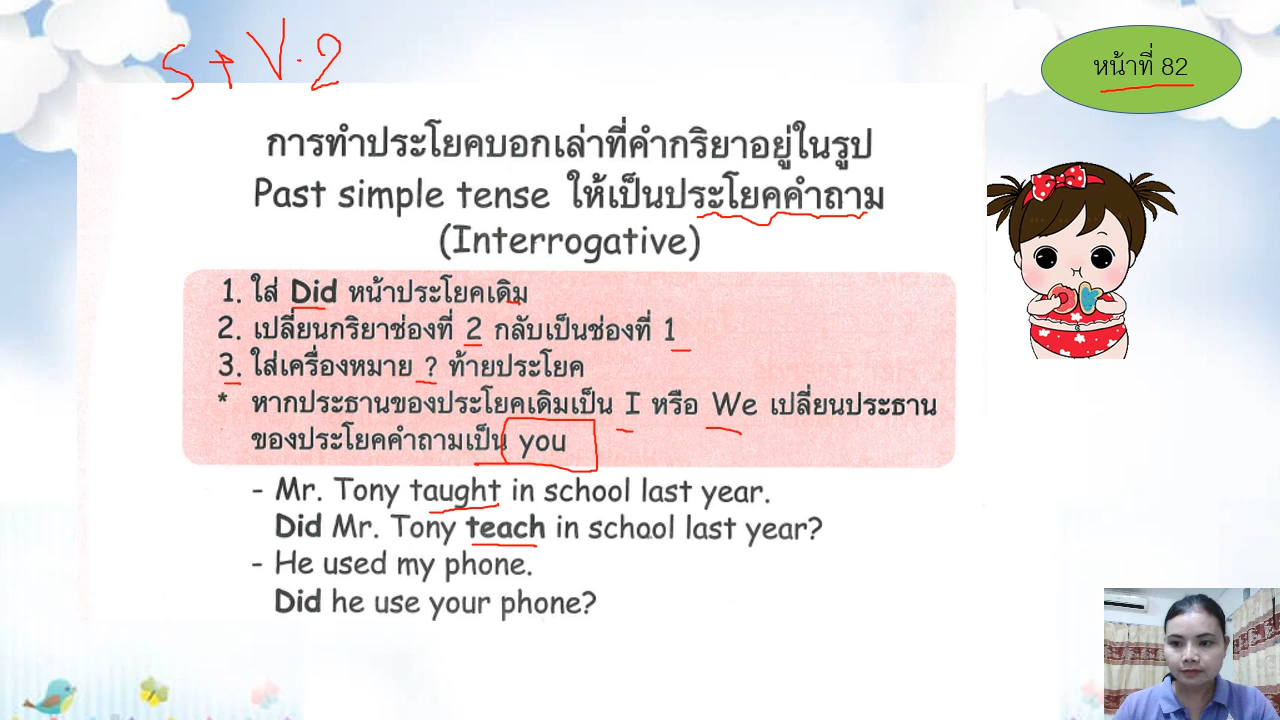 S + V.2
หน้าที่ 82
การทำประโยคบอกเล่าที่คำกริยาอยู่ในรูป
Past simple tense ให้เป็นประโยคคำถาม
(Interrogative)
1. ใส่ Did หน้าประโยคเดิม
2. เปลี่ยนกริยาช่องที่ 2 กลับเป็นช่องที่ 1
3. ใส่เครื่องหมาย ? ท้ายประโยค
* หากประธานของประโยคเดิมเป็น I หรือ We เปลี่ยนประธาน
ของประโยคคำถามเป็น you
- Mr. Tony taught in school last year.
Did Mr. Tony teach in school last year?
- He used my phone.
Did he use your phone?